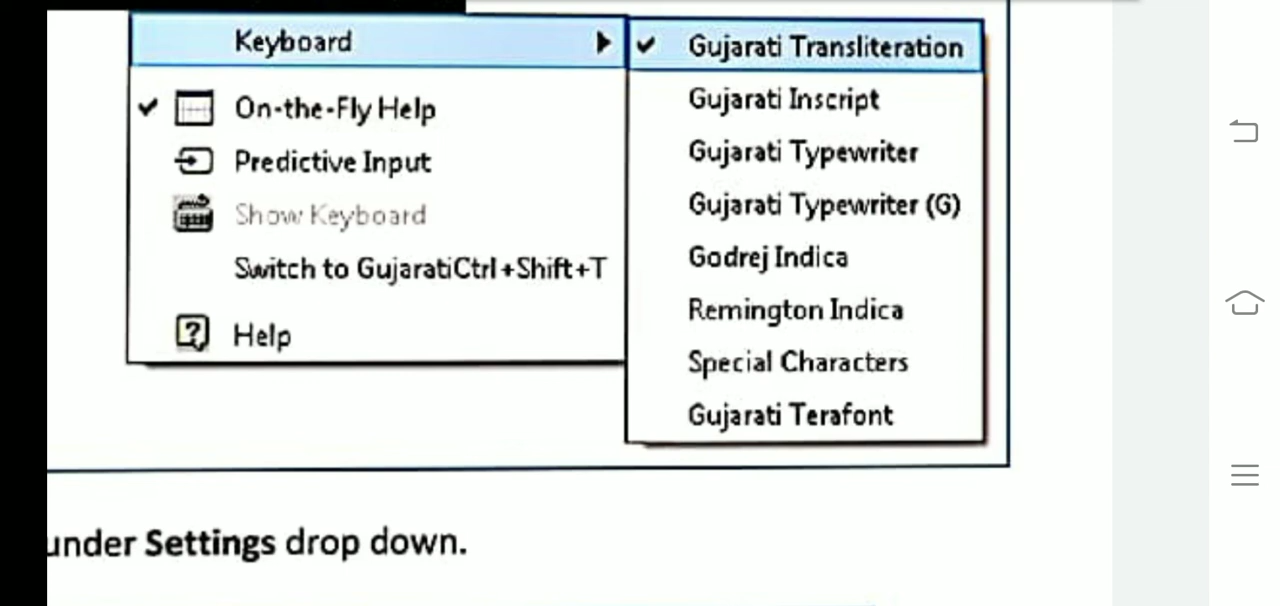 Keyboard
On-the-Fly Help
Predictive Input
Show Keyboard
Switch to GujaratiCtrl+Shift+T
Help
Gujarati Transliteration
Gujarati Inscript
Gujarati Typewriter
Gujarati Typewriter (G)
Godrej Indica
Remington Indica
Special Characters
Gujarati Terafont
under Settings drop down.